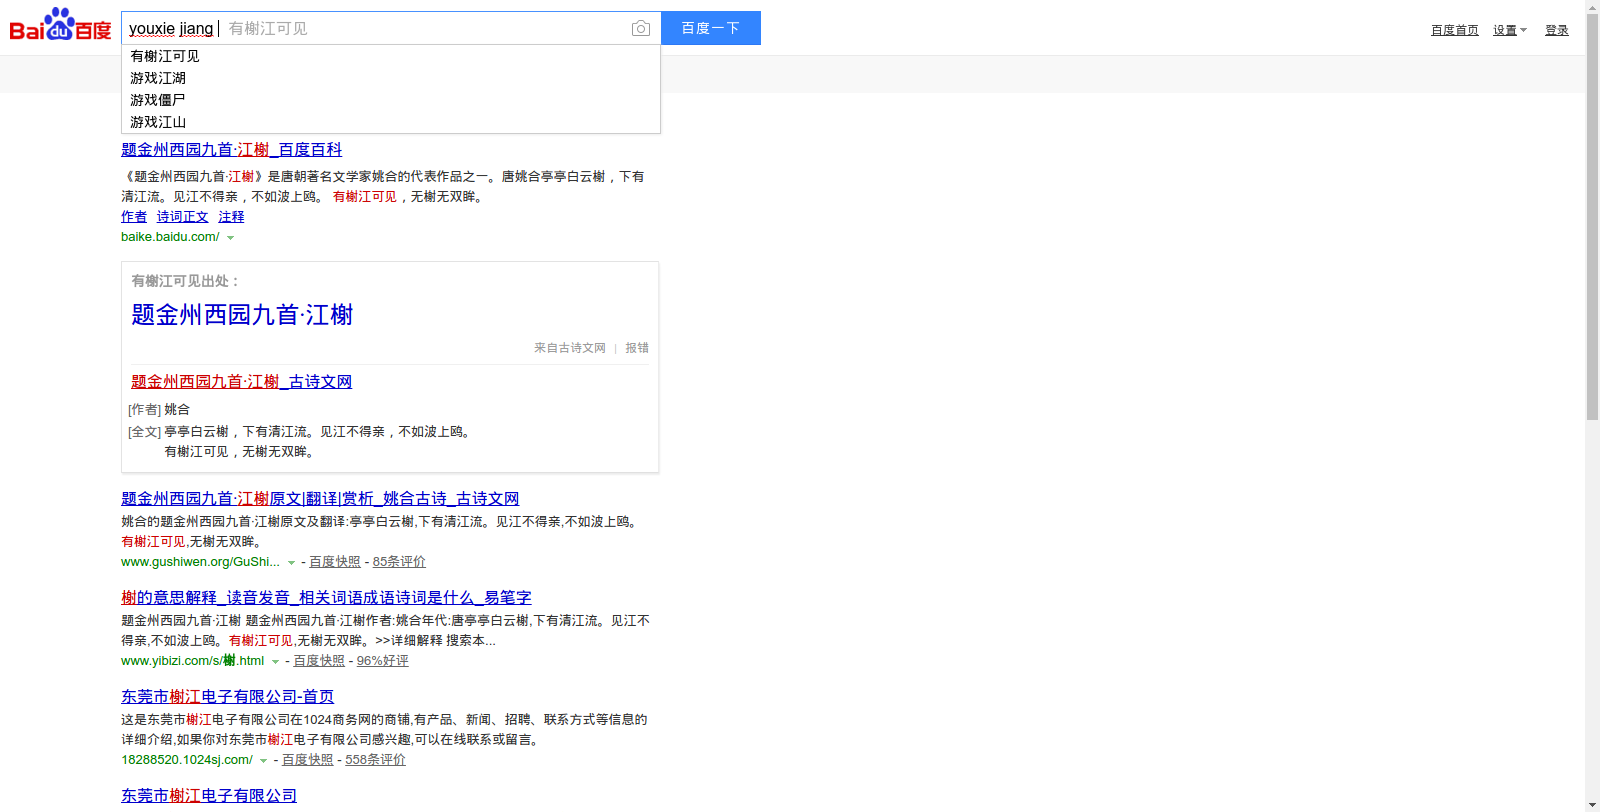 Baidu百度 youxie jiang 有榭江可见 百度一下 百度首页 设置 登录
有榭江可见
游戏江湖
游戏僵尸
游戏江山
题金州西园九首·江榭_百度百科
《题金州西园九首·江榭》是唐朝著名文学家姚合的代表作品之一。唐姚合亭亭白云榭，下有
清江流。见江不得亲，不如波上鸥。 有榭江可见，无榭无双眸。
作者 诗词正文 注释
baike.baidu.com/
有榭江可见出处：
题金州西园九首·江榭
来自古诗文网 | 报错
题金州西园九首·江榭_古诗文网
[作者] 姚合
[全文] 亭亭白云榭，下有清江流。见江不得亲，不如波上鸥。
有榭江可见，无榭无双眸。
题金州西园九首·江榭原文|翻译|赏析_姚合古诗_古诗文网
姚合的题金州西园九首·江榭原文及翻译:亭亭白云榭,下有清江流。见江不得亲,不如波上鸥。
有榭江可见,无榭无双眸。
www.gushiwen.org/GuShi... - 百度快照 - 85条评价
榭的意思解释_读音发音_相关词语成语诗词是什么_易笔字
题金州西园九首·江榭 题金州西园九首·江榭作者:姚合年代:唐亭亭白云榭,下有清江流。见江不
得亲,不如波上鸥。有榭江可见,无榭无双眸。>>详细解释 搜索本...
www.yibizi.com/s/榭.html - 百度快照 - 96%好评
东莞市榭江电子有限公司-首页
这是东莞市榭江电子有限公司在1024商务网的商铺,有产品、新闻、招聘、联系方式等信息的
详细介绍,如果你对东莞市榭江电子有限公司感兴趣,可以在线联系或留言。
18288520.1024sj.com/ - 百度快照 - 558条评价
东莞市榭江电子有限公司